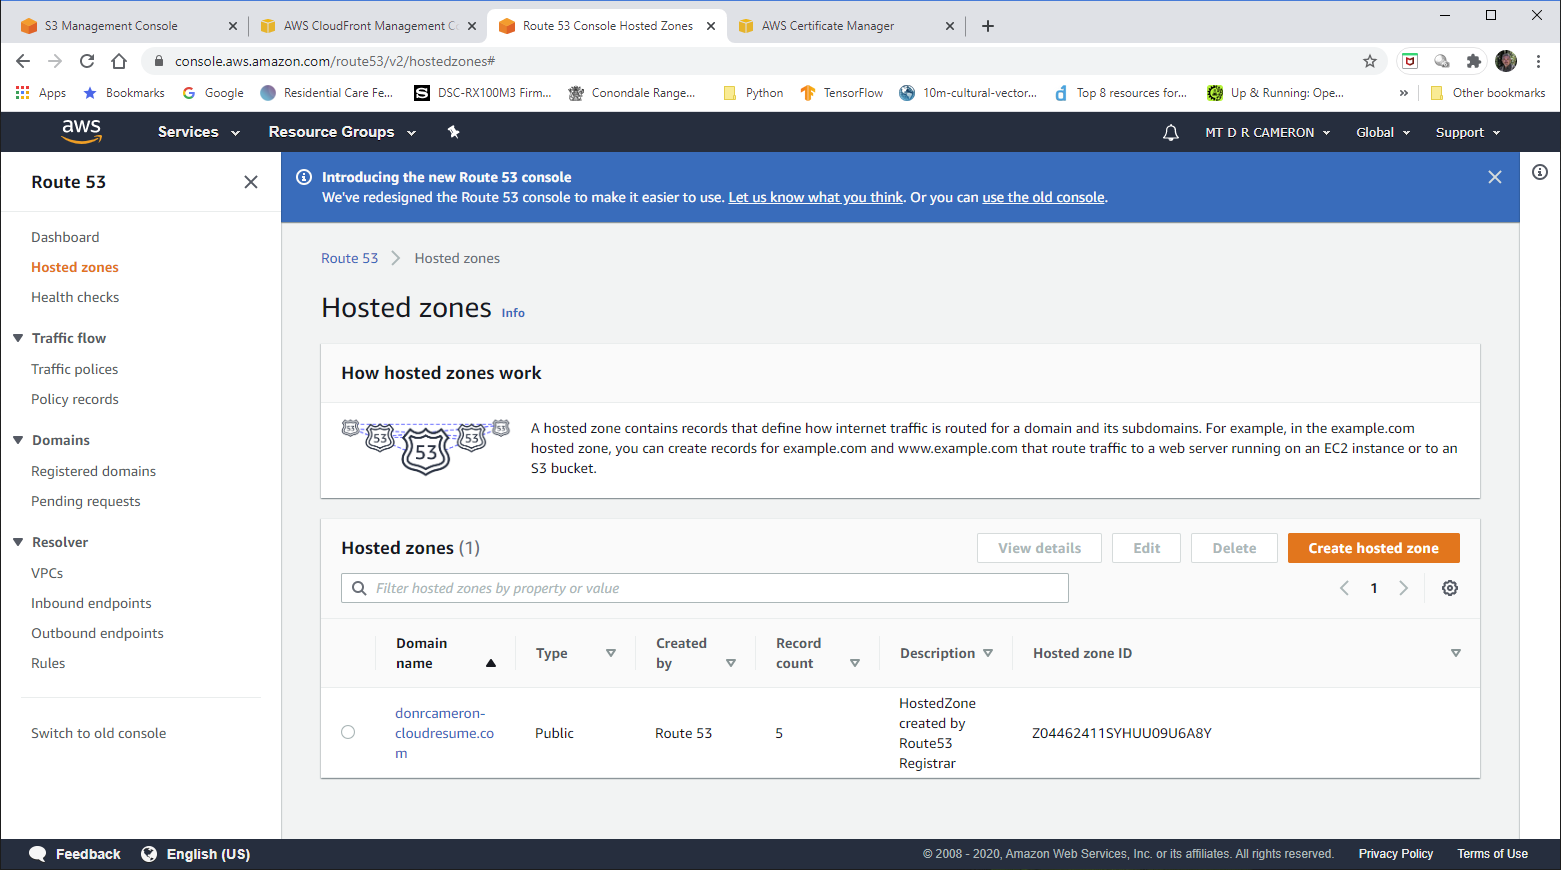 S3 Management Console
AWS CloudFront Management Co
Route 53 Console Hosted Zones
AWS Certificate Manager
console.aws.amazon.com/route53/v2/hostedzones#
Apps
Bookmarks
Google
Residential Care Fe...
DSC-RX100M3 Firm...
Conondale Range...
Python
TensorFlow
10m-cultural-vector...
Top 8 resources for...
Up & Running: Ope...
»
Other bookmarks
aws
Services
Resource Groups
MT D R CAMERON
Global
Support
Route 53
Dashboard
Hosted zones
Health checks
Traffic flow
Traffic polices
Policy records
Domains
Registered domains
Pending requests
Resolver
VPCs
Inbound endpoints
Outbound endpoints
Rules
Switch to old console
Introducing the new Route 53 console
We've redesigned the Route 53 console to make it easier to use. Let us know what you think. Or you can use the old console.
Route 53 > Hosted zones
Hosted zones Info
How hosted zones work
53 53 53 53 53
A hosted zone contains records that define how internet traffic is routed for a domain and its subdomains. For example, in the example.com
hosted zone, you can create records for example.com and www.example.com that route traffic to a web server running on an EC2 instance or to an
S3 bucket.
Hosted zones (1)
View details
Edit
Delete
Create hosted zone
Filter hosted zones by property or value
1
Domain
name
Type
Created
by
Record
count
Description
Hosted zone ID
donrcameron-
cloudresume.co
m
Public
Route 53
5
HostedZone
created by
Route53
Registrar
Z04462411SYHUU09U6A8Y
Feedback
English (US)
© 2008 - 2020, Amazon Web Services, Inc. or its affiliates. All rights reserved.
Privacy Policy
Terms of Use